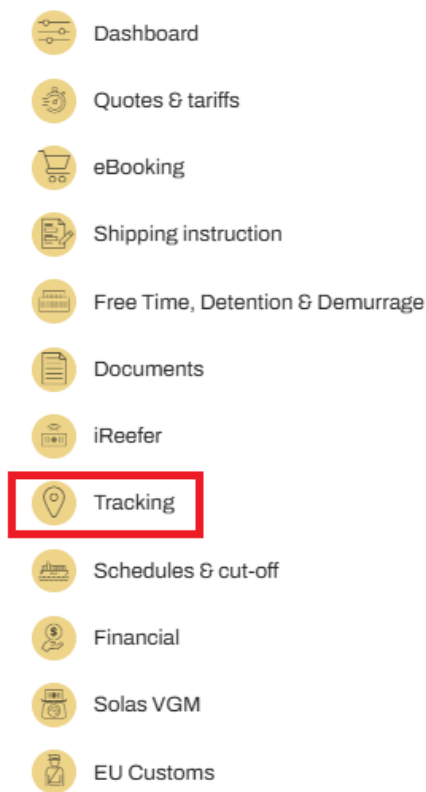 Dashboard
Quotes & tariffs
eBooking
Shipping instruction
Free Time, Detention & Demurrage
Documents
iReefer
Tracking
Schedules & cut-off
Financial
Solas VGM
EU Customs